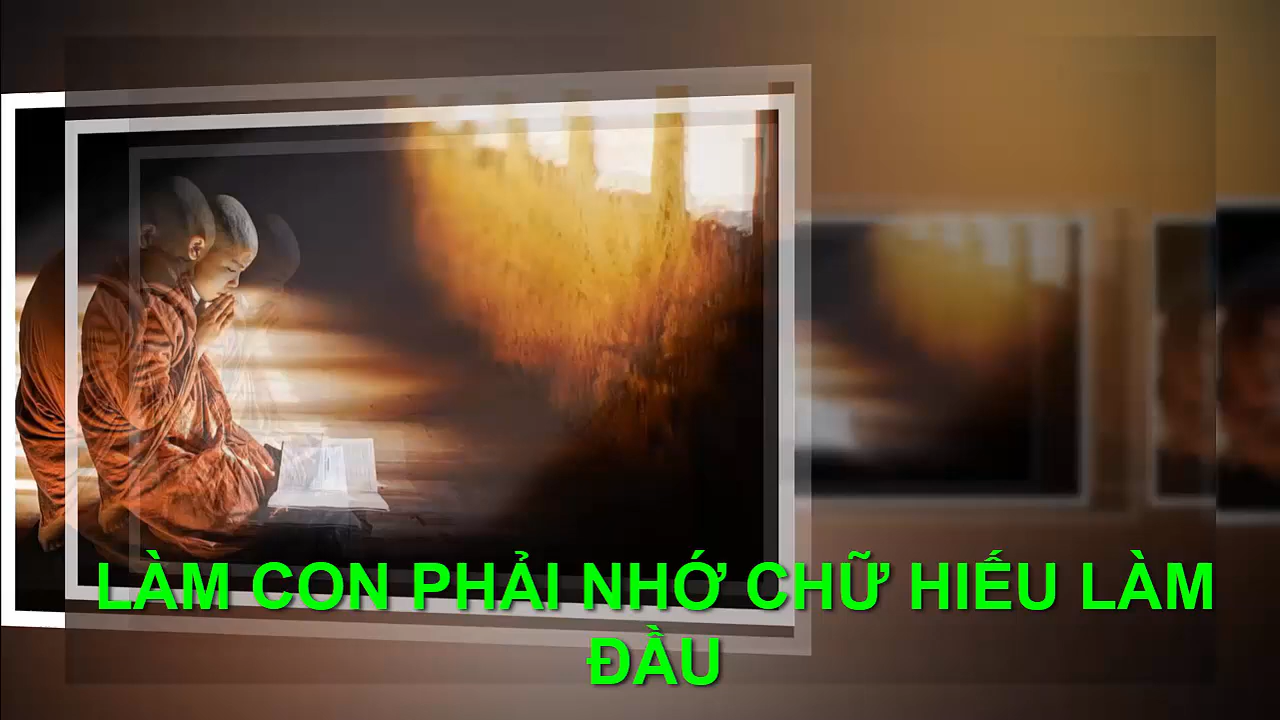 LÀM CON PHẢI NHỚ CHỮ HIẾU LÀM
ĐẦU